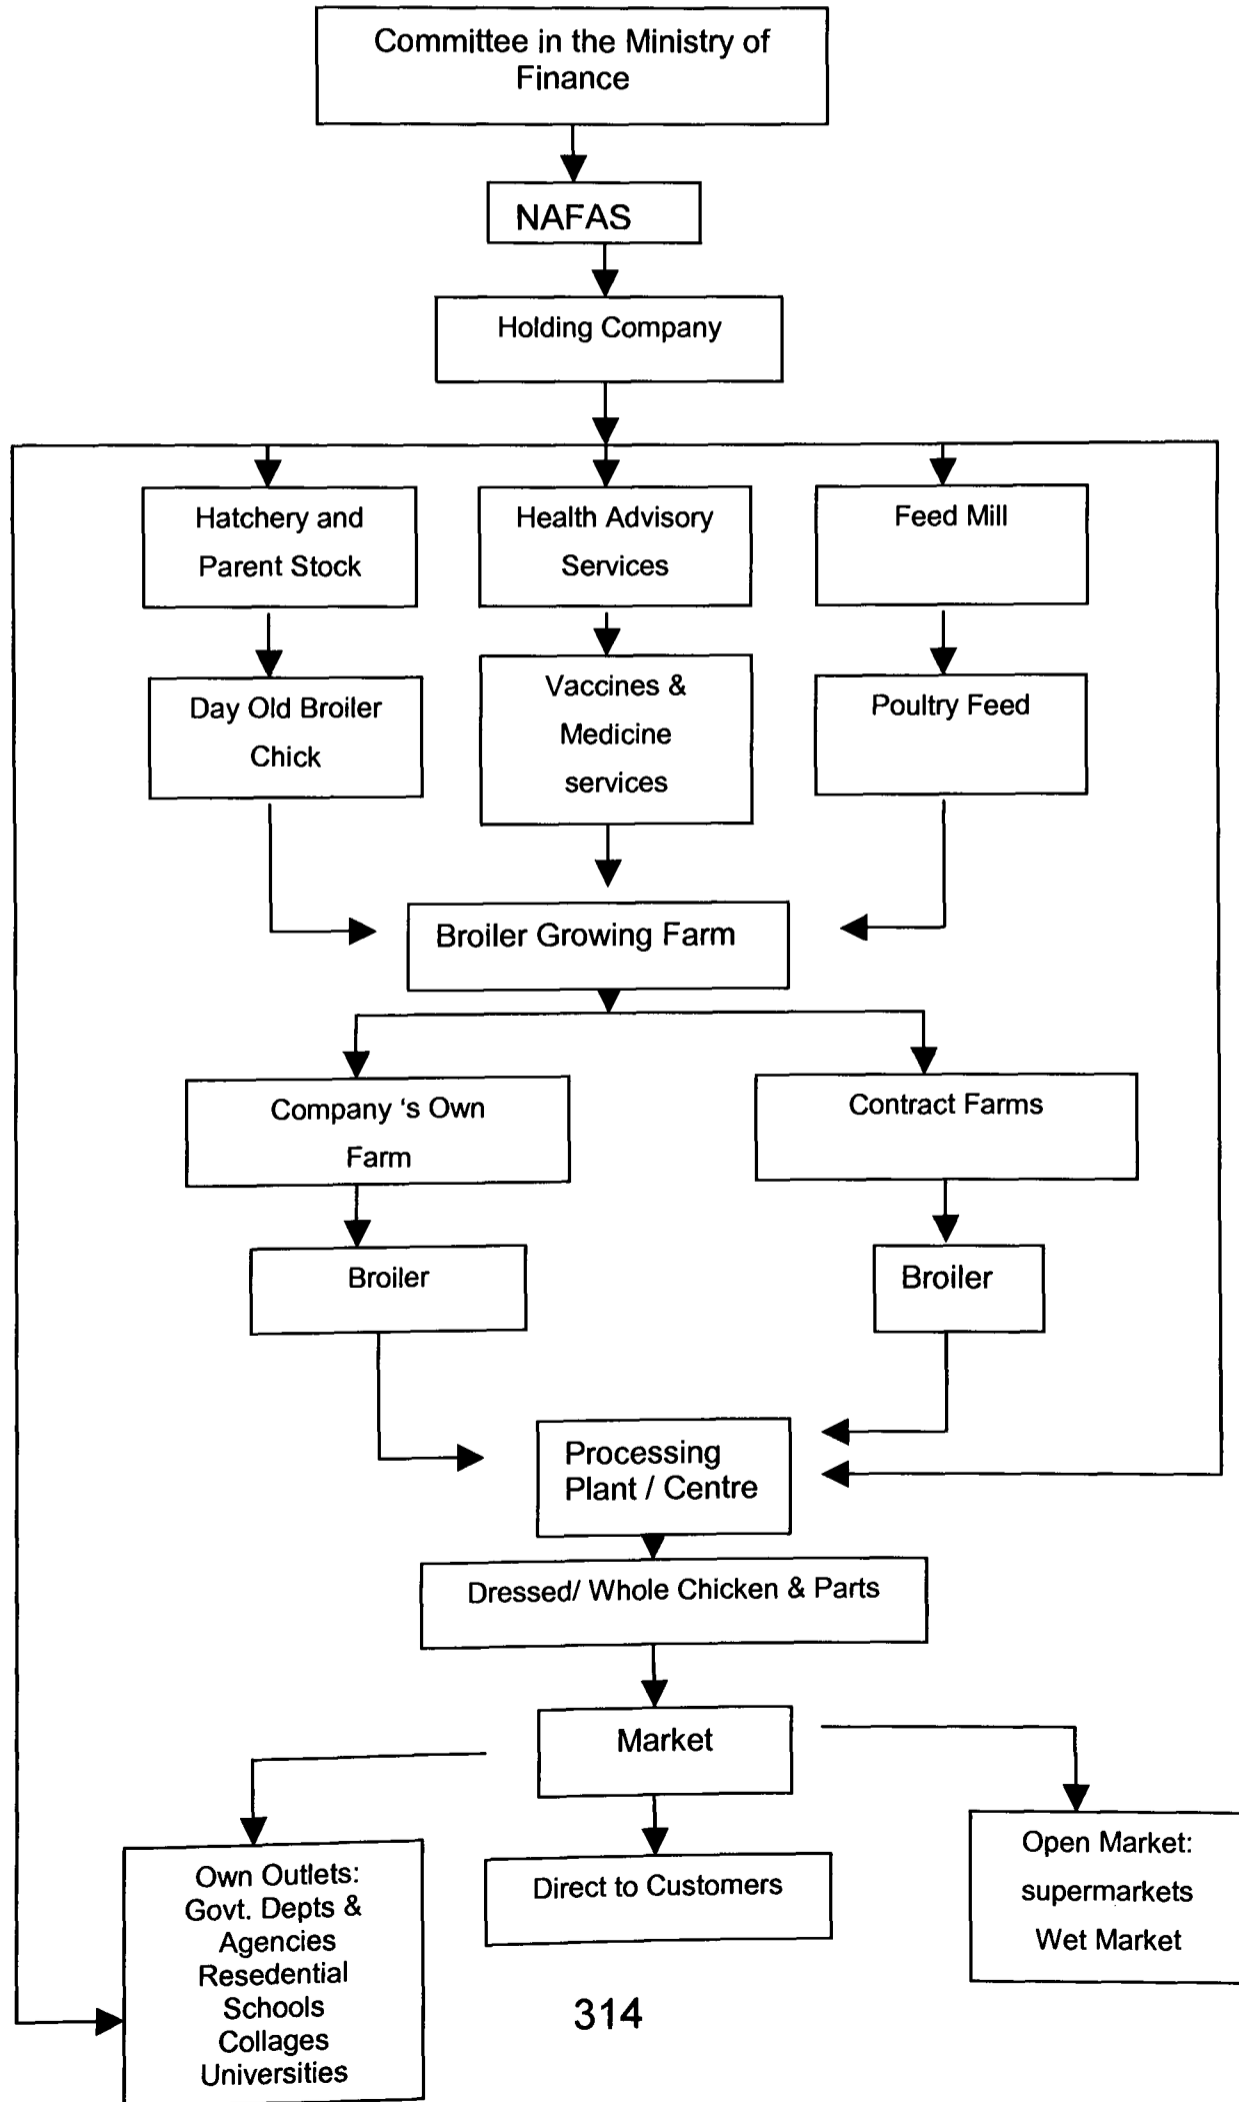 Committee in the Ministry of
Finance
NAFAS
Holding Company
Hatchery and
Parent Stock
Health Advisory
Services
Feed Mill
Day Old Broiler
Chick
Vaccines &
Medicine
services
Poultry Feed
Broiler Growing Farm
Company ‘s Own
Farm
Contract Farms
Broiler
Broiler
Processing
Plant / Centre
Dressed/ Whole Chicken & Parts
Market
Own Outlets:
Govt. Depts &
Agencies
Resedential
Schools
Collages
Universities
Direct to Customers
Open Market:
supermarkets
Wet Market
314